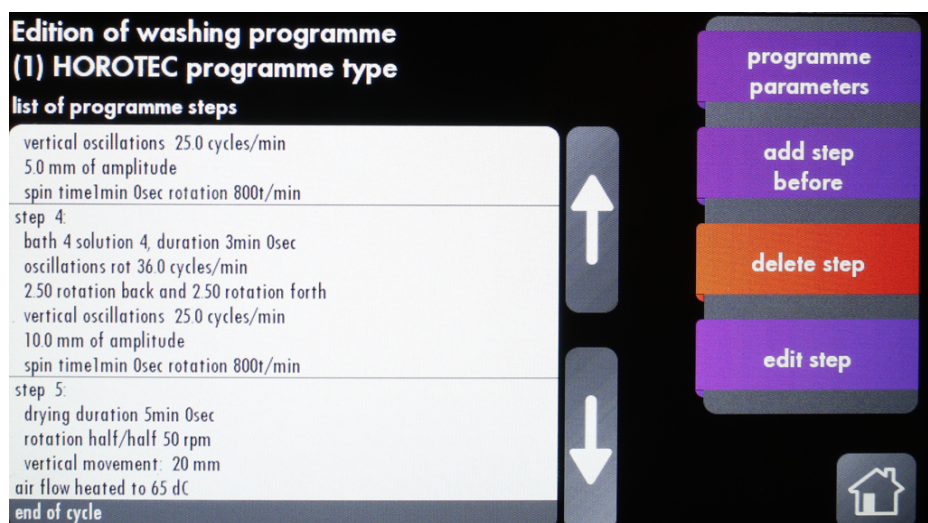 Edition of washing programme
(1) HOROTEC programme type
list of programme steps
vertical oscillations 25.0 cycles/min
5.0 mm of amplitude
spin time1min 0sec rotation 800t/min
step 4:
bath 4 solution 4, duration 3min 0sec
oscillations rot 36.0 cycles/min
2.50 rotation back and 2.50 rotation forth
vertical oscillations 25.0 cycles/min
10.0 mm of amplitude
spin time1min 0sec rotation 800t/min
step 5:
drying duration 5min 0sec
rotation half/half 50 rpm
vertical movement: 20 mm
air flow heated to 65 dC
end of cycle
programme
parameters
add step
before
delete step
edit step